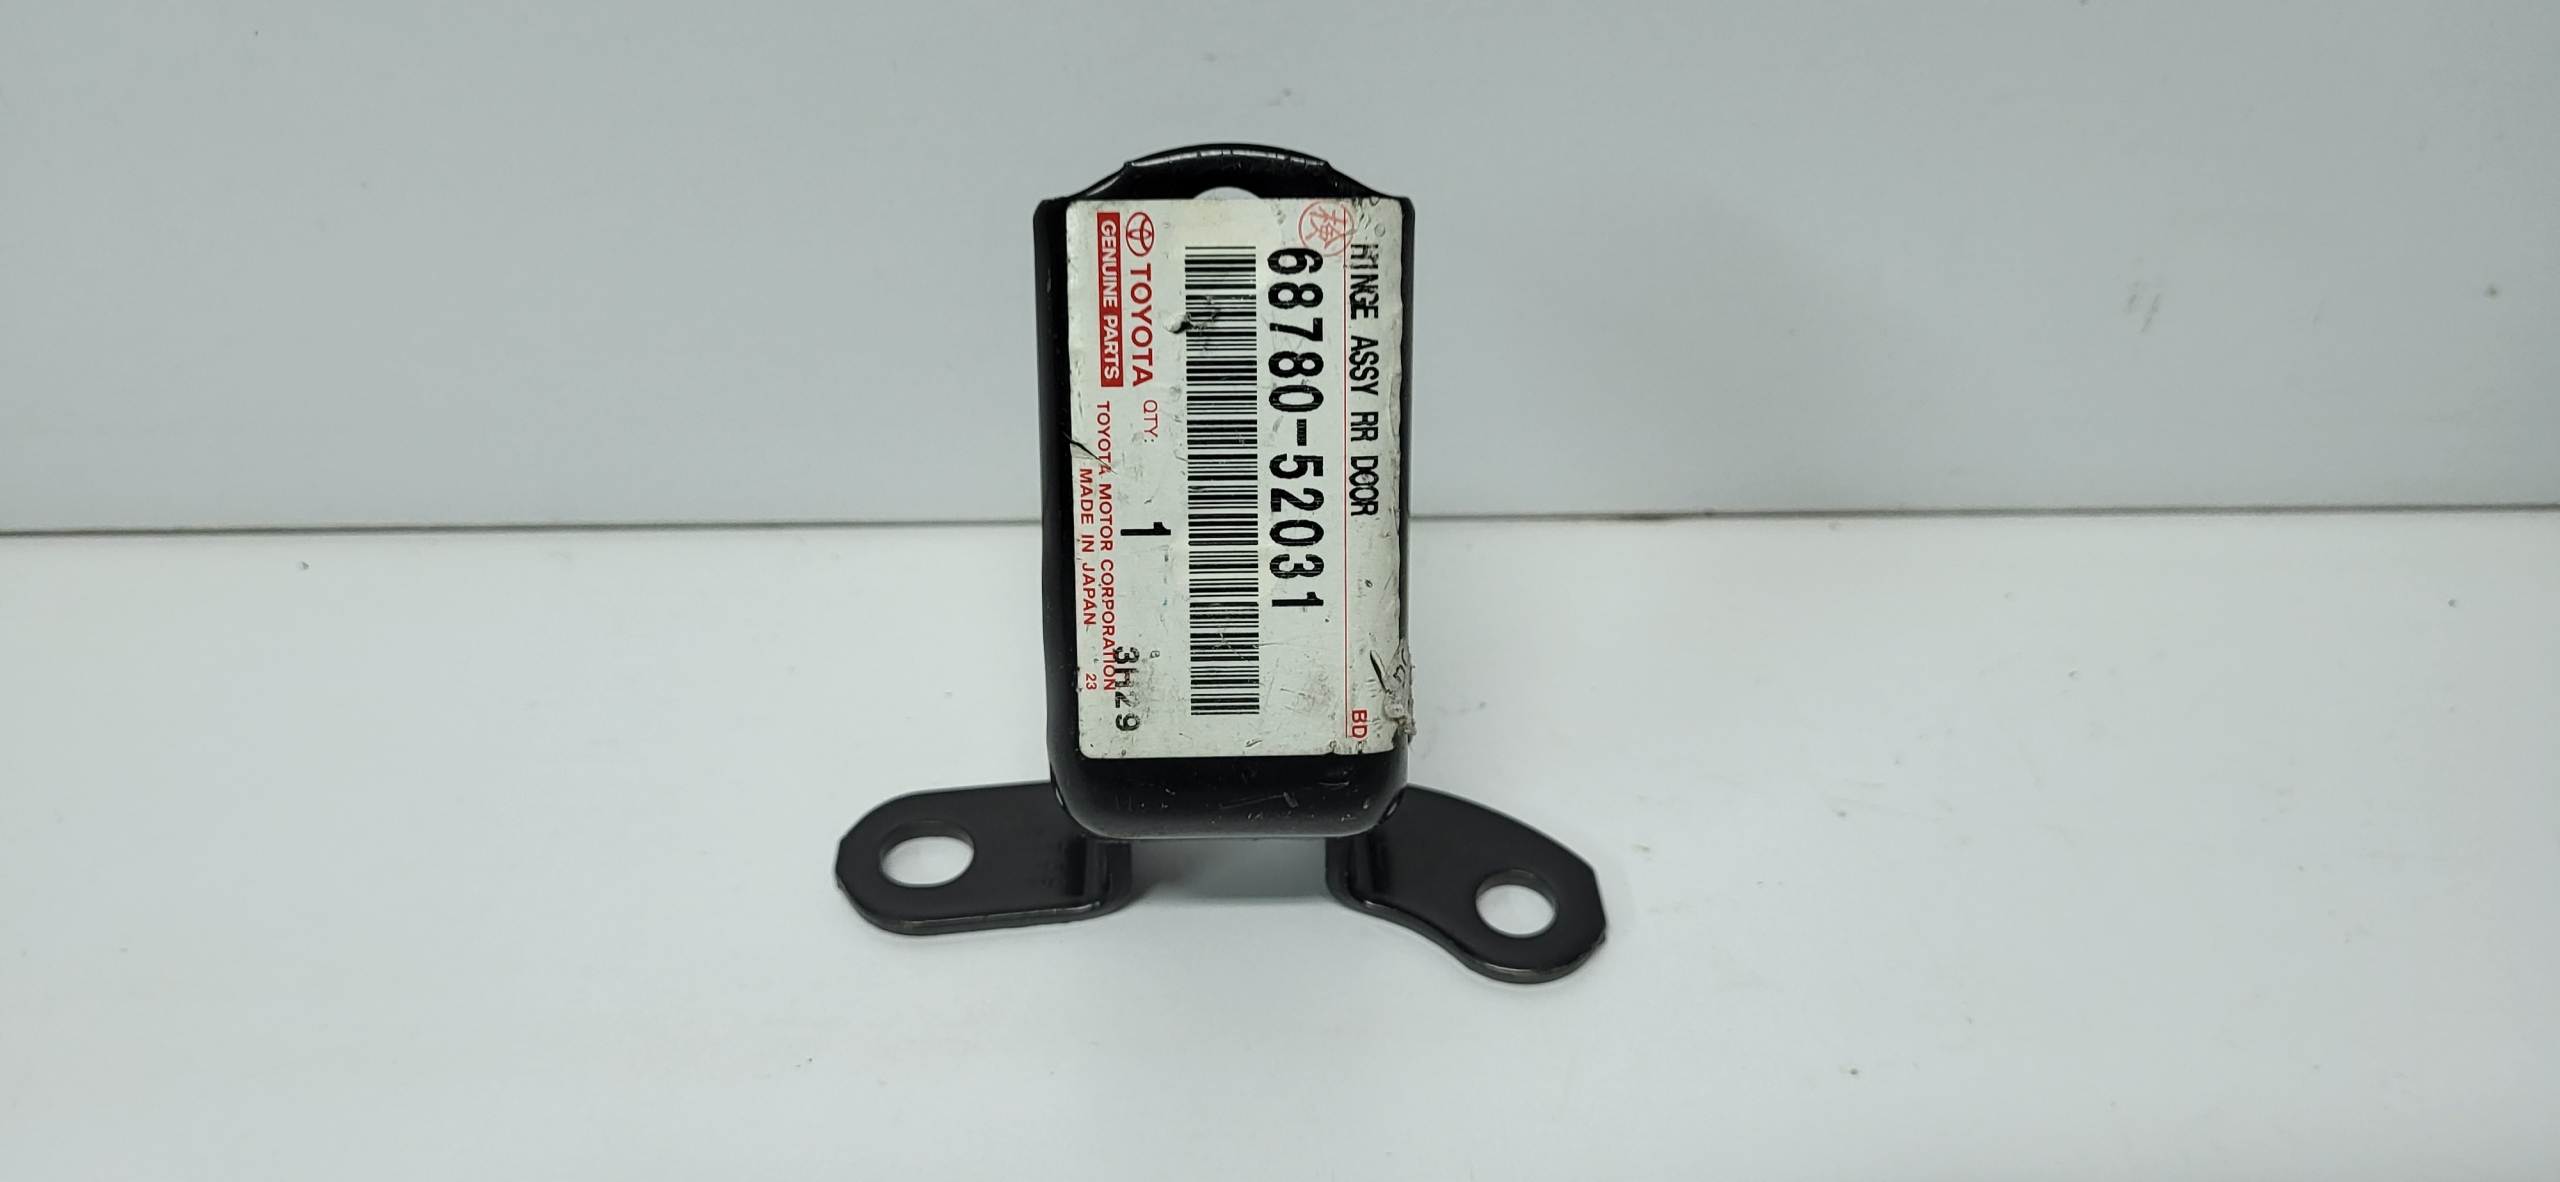 HINGE ASSY RR DOOR
検
BD
68780-52031
TOYOTA
QTY:
1
GENUINE PARTS
TOYOTA MOTOR CORPORATION
MADE IN JAPAN
23